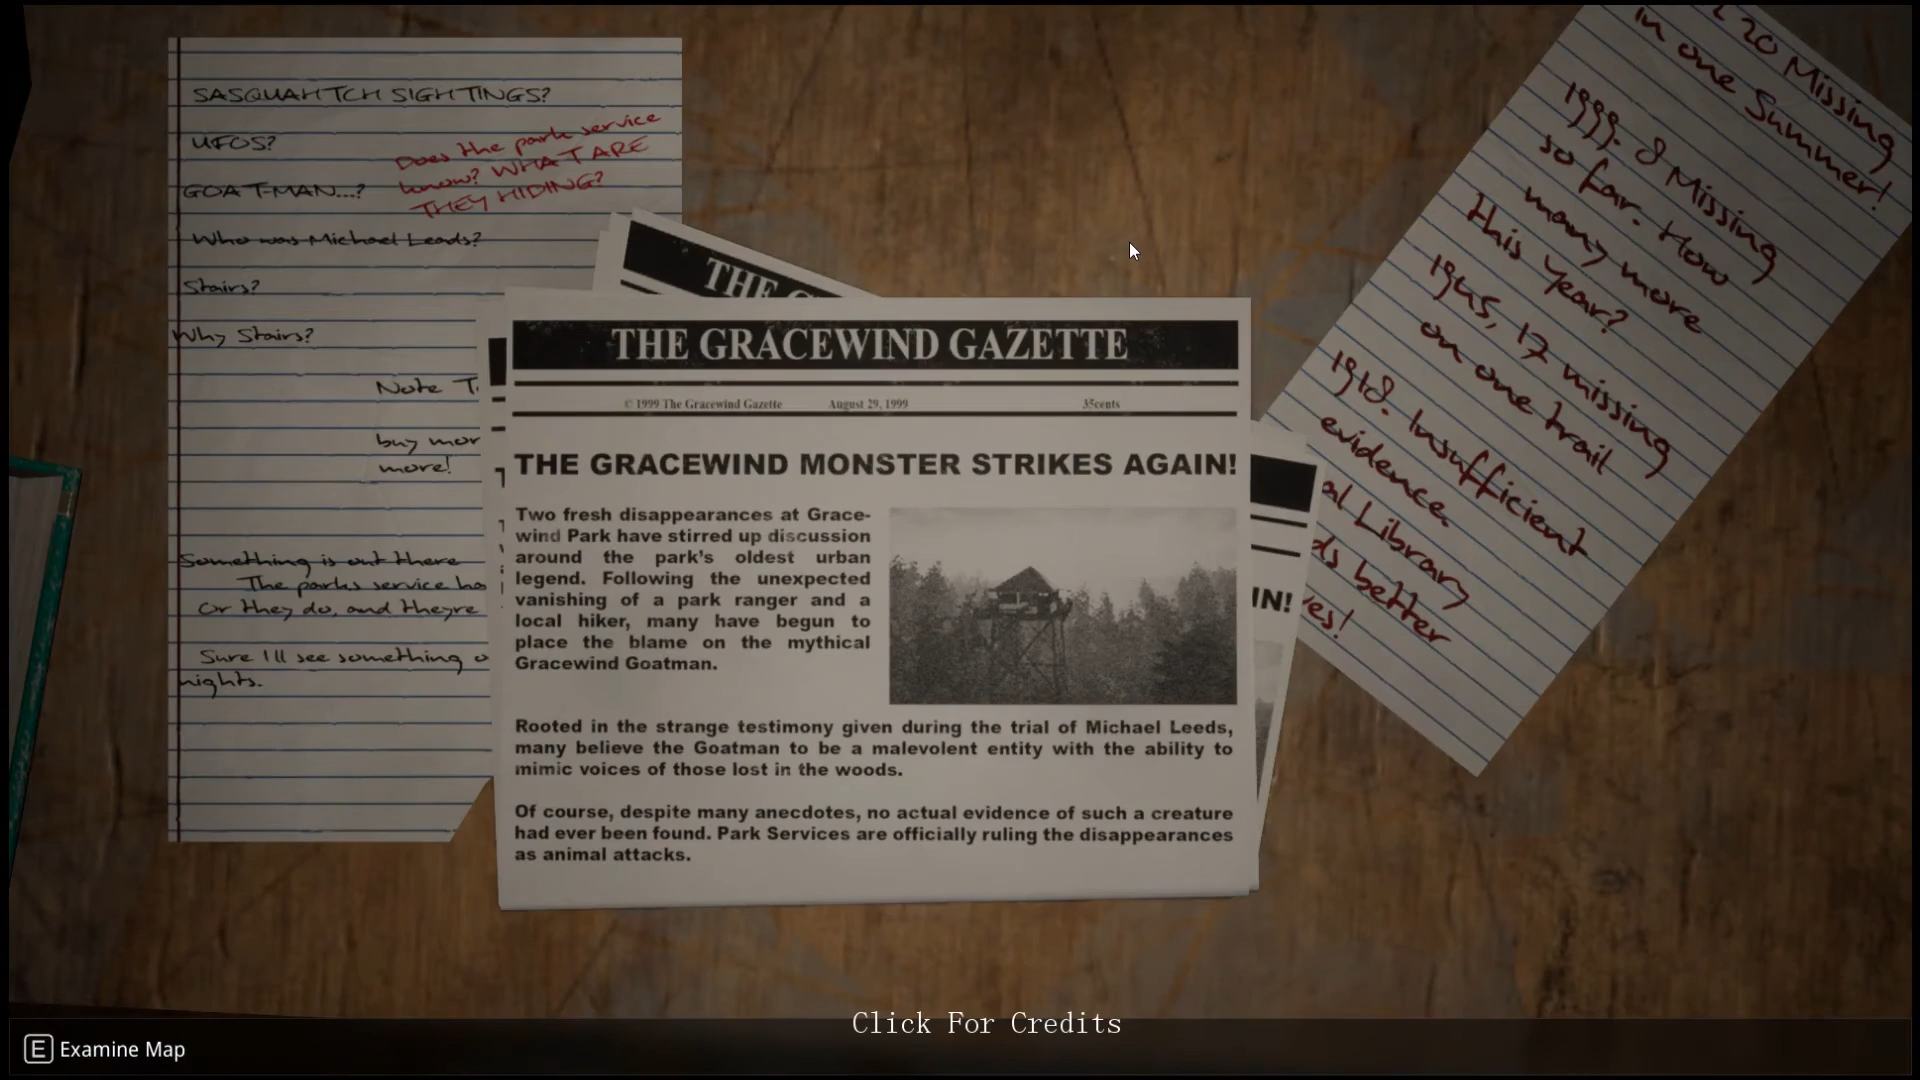 SASQUAHTCH SIGHTINGS?
UFOS?
GOATMAN...?
Does the park service
know? WHAT ARE
THEY HIDING?
Who was Michael Leads?
Stairs?
Why Stairs?
Note T
buy mor
more!
Something is out there
The parks service ha
Or they do, and theyre
Sure I'll see something o
nights.
THE
THE GRACEWIND GAZETTE
© 1999 The Gracewind Gazette August 29, 1999 35cents
THE GRACEWIND MONSTER STRIKES AGAIN!
Two fresh disappearances at Grace-
wind Park have stirred up discussion
around the park's oldest urban
legend. Following the unexpected
vanishing of a park ranger and a
local hiker, many have begun to
place the blame on the mythical
Gracewind Goatman.
Rooted in the strange testimony given during the trial of Michael Leeds,
many believe the Goatman to be a malevolent entity with the ability to
mimic voices of those lost in the woods.
Of course, despite many anecdotes, no actual evidence of such a creature
had ever been found. Park Services are officially ruling the disappearances
as animal attacks.
IN!
20 Missing
in one Summer!
1999. 8 Missing
so far. How
many more
this year?
1945, 17 missing
on one trail
1918. Insufficient
evidence.
al Library
ds better
ves!
Click For Credits
E Examine Map